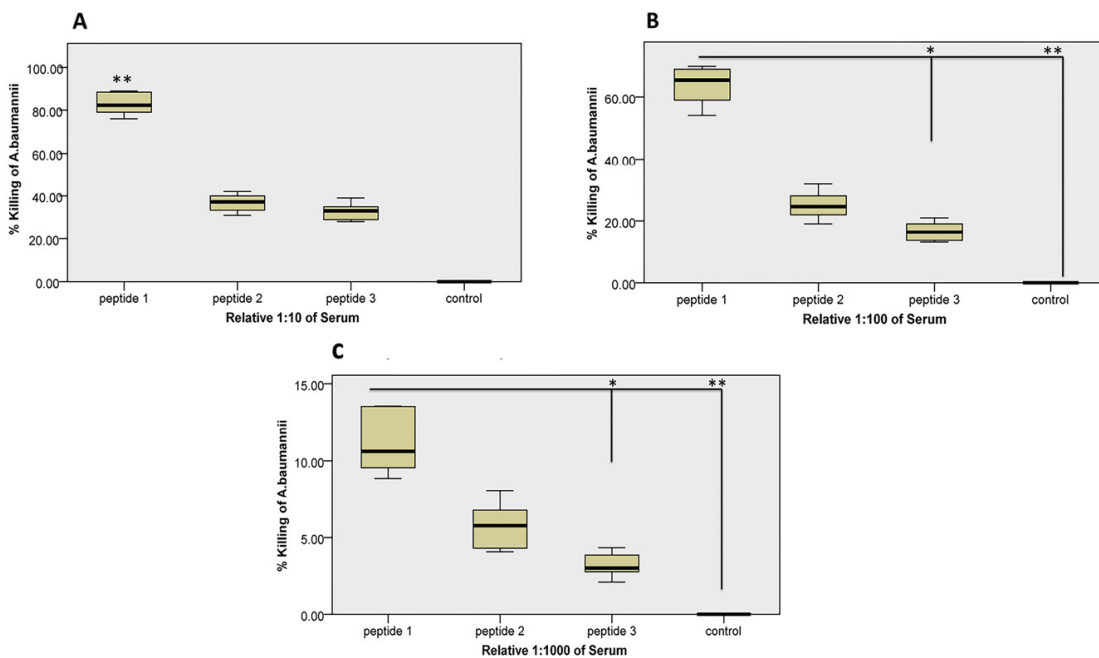 A
% Killing of A.baumannii
100.00
80.00
60.00
40.00
20.00
0.00
**
peptide 1
peptide 2
peptide 3
control
Relative 1:10 of Serum
B
% Killing of A.baumannii
60.00
40.00
20.00
0.00
* **
peptide 1
peptide 2
peptide 3
control
Relative 1:100 of Serum
C
% Killing of A.baumannii
15.00
10.00
5.00
0.00
* **
peptide 1
peptide 2
peptide 3
control
Relative 1:1000 of Serum